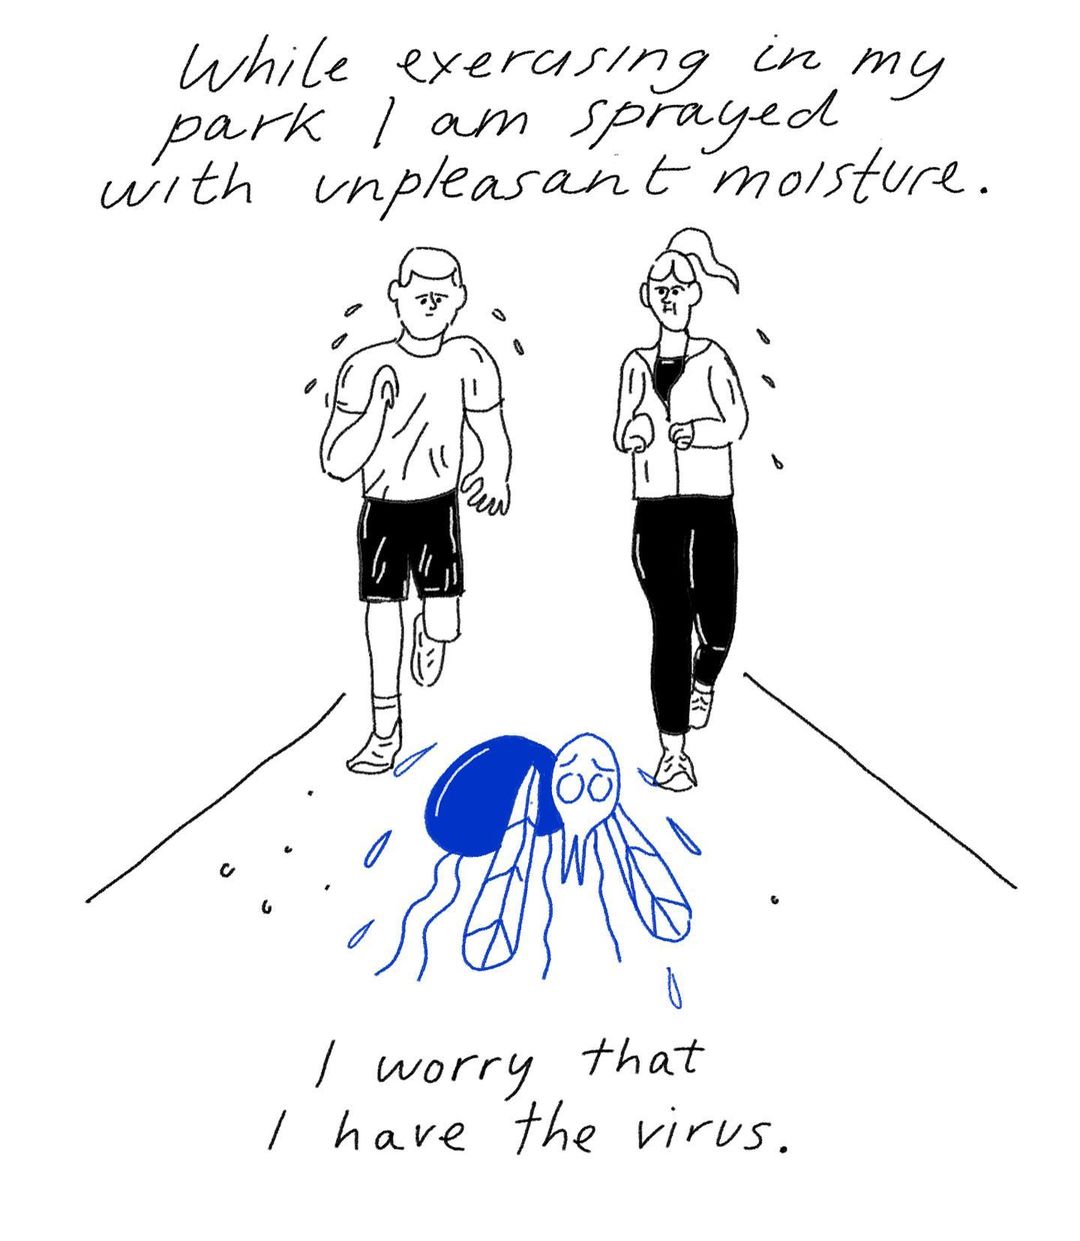 While exercising in my
park I am sprayed
with unpleasant moisture.
I worry that
I have the virus.